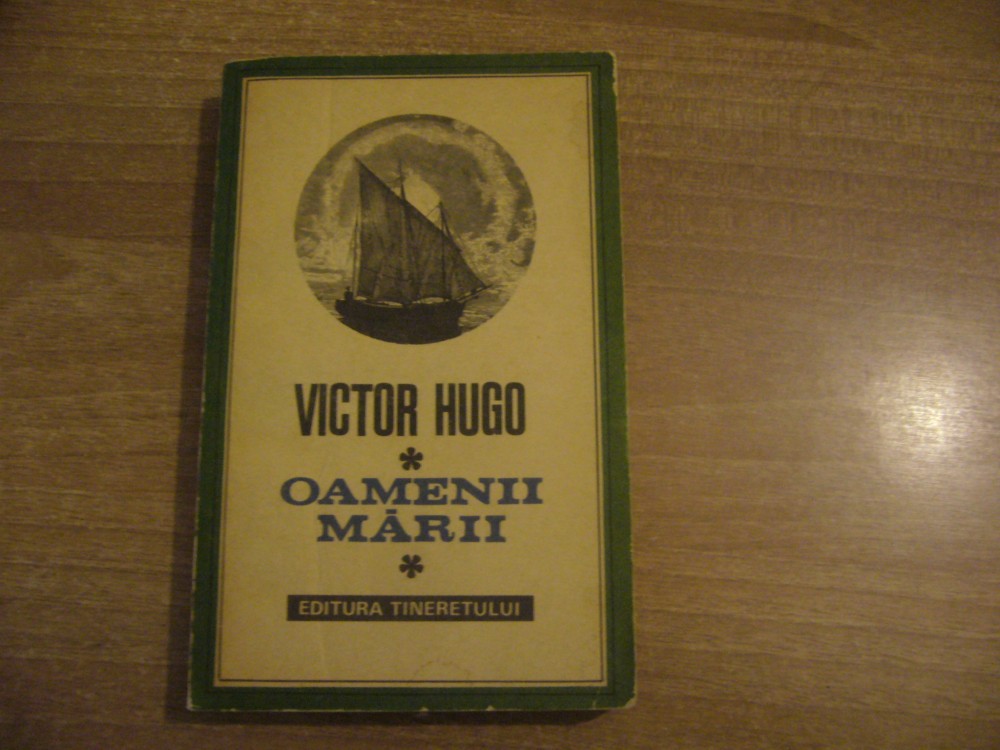 VICTOR HUGO
*
OAMENII
MĂRII
*
EDITURA TINERETULUI